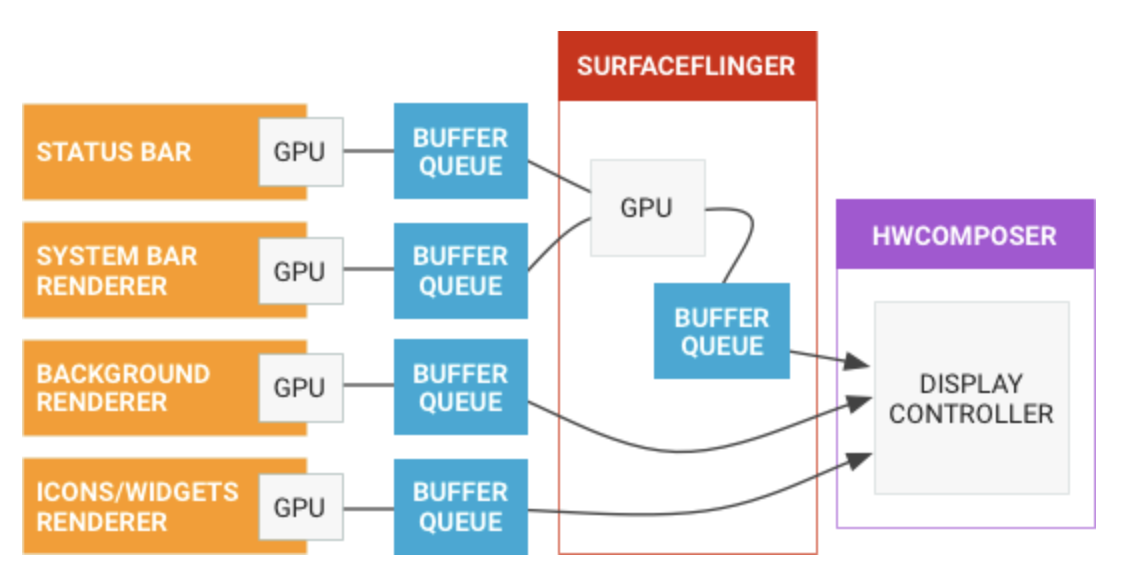 SURFACEFLINGER
STATUS BAR
GPU
BUFFER
QUEUE
GPU
SYSTEM BAR
RENDERER
GPU
BUFFER
QUEUE
HWCOMPOSER
BUFFER
QUEUE
BACKGROUND
RENDERER
GPU
BUFFER
QUEUE
DISPLAY
CONTROLLER
ICONS/WIDGETS
RENDERER
GPU
BUFFER
QUEUE